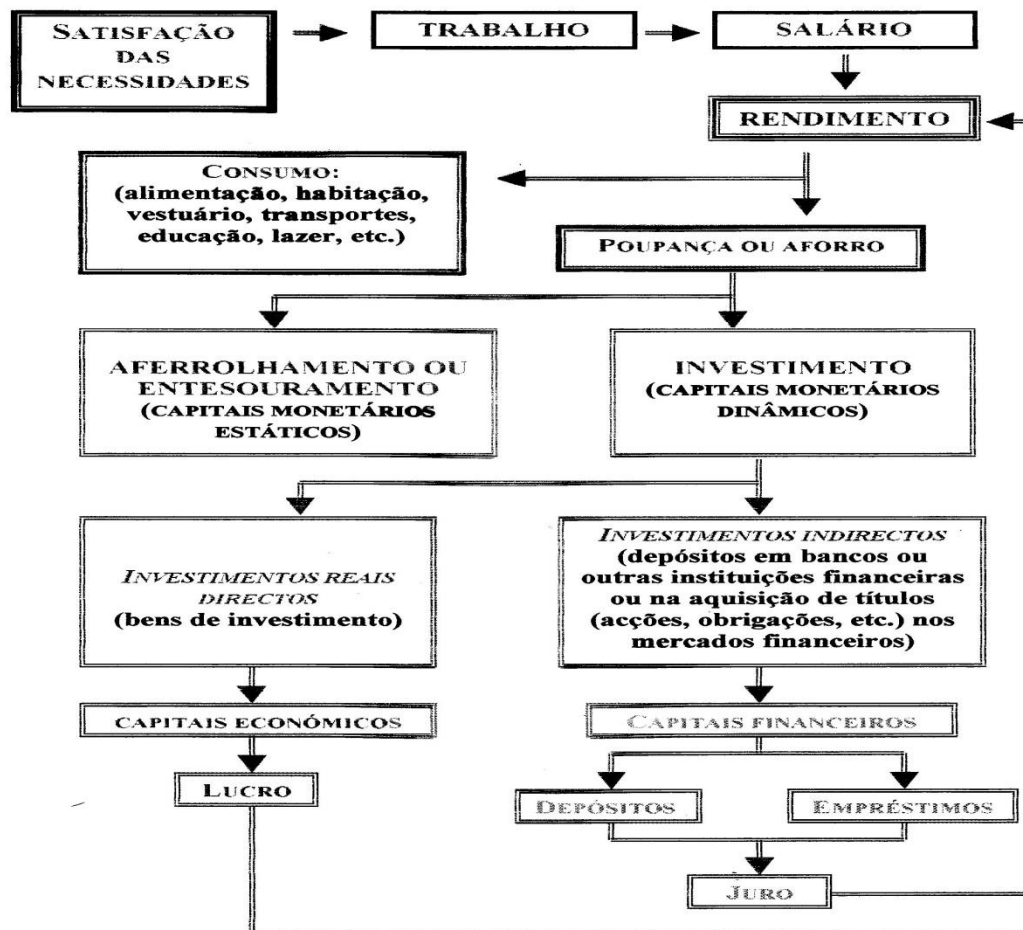 SATISFAÇÃO
DAS
NECESSIDADES
TRABALHO
SALÁRIO
RENDIMENTO
CONSUMO:
(alimentação, habitação,
vestuário, transportes,
educação, lazer, etc.)
POUPANÇA OU AFORRO
AFERROLHAMENTO OU
ENTESOURAMENTO
(CAPITAIS MONETÁRIOS
ESTÁTICOS)
INVESTIMENTO
(CAPITAIS MONETÁRIOS
DINÂMICOS)
INVESTIMENTOS REAIS
DIRECTOS
(bens de investimento)
INVESTIMENTOS INDIRECTOS
(depósitos em bancos ou
outras instituições financeiras
ou na aquisição de títulos
(acções, obrigações, etc.) nos
mercados financeiros)
CAPITAIS ECONÓMICOS
CAPITAIS FINANCEIROS
LUCRO
DEPÓSITOS
EMPRÉSTIMOS
JURO